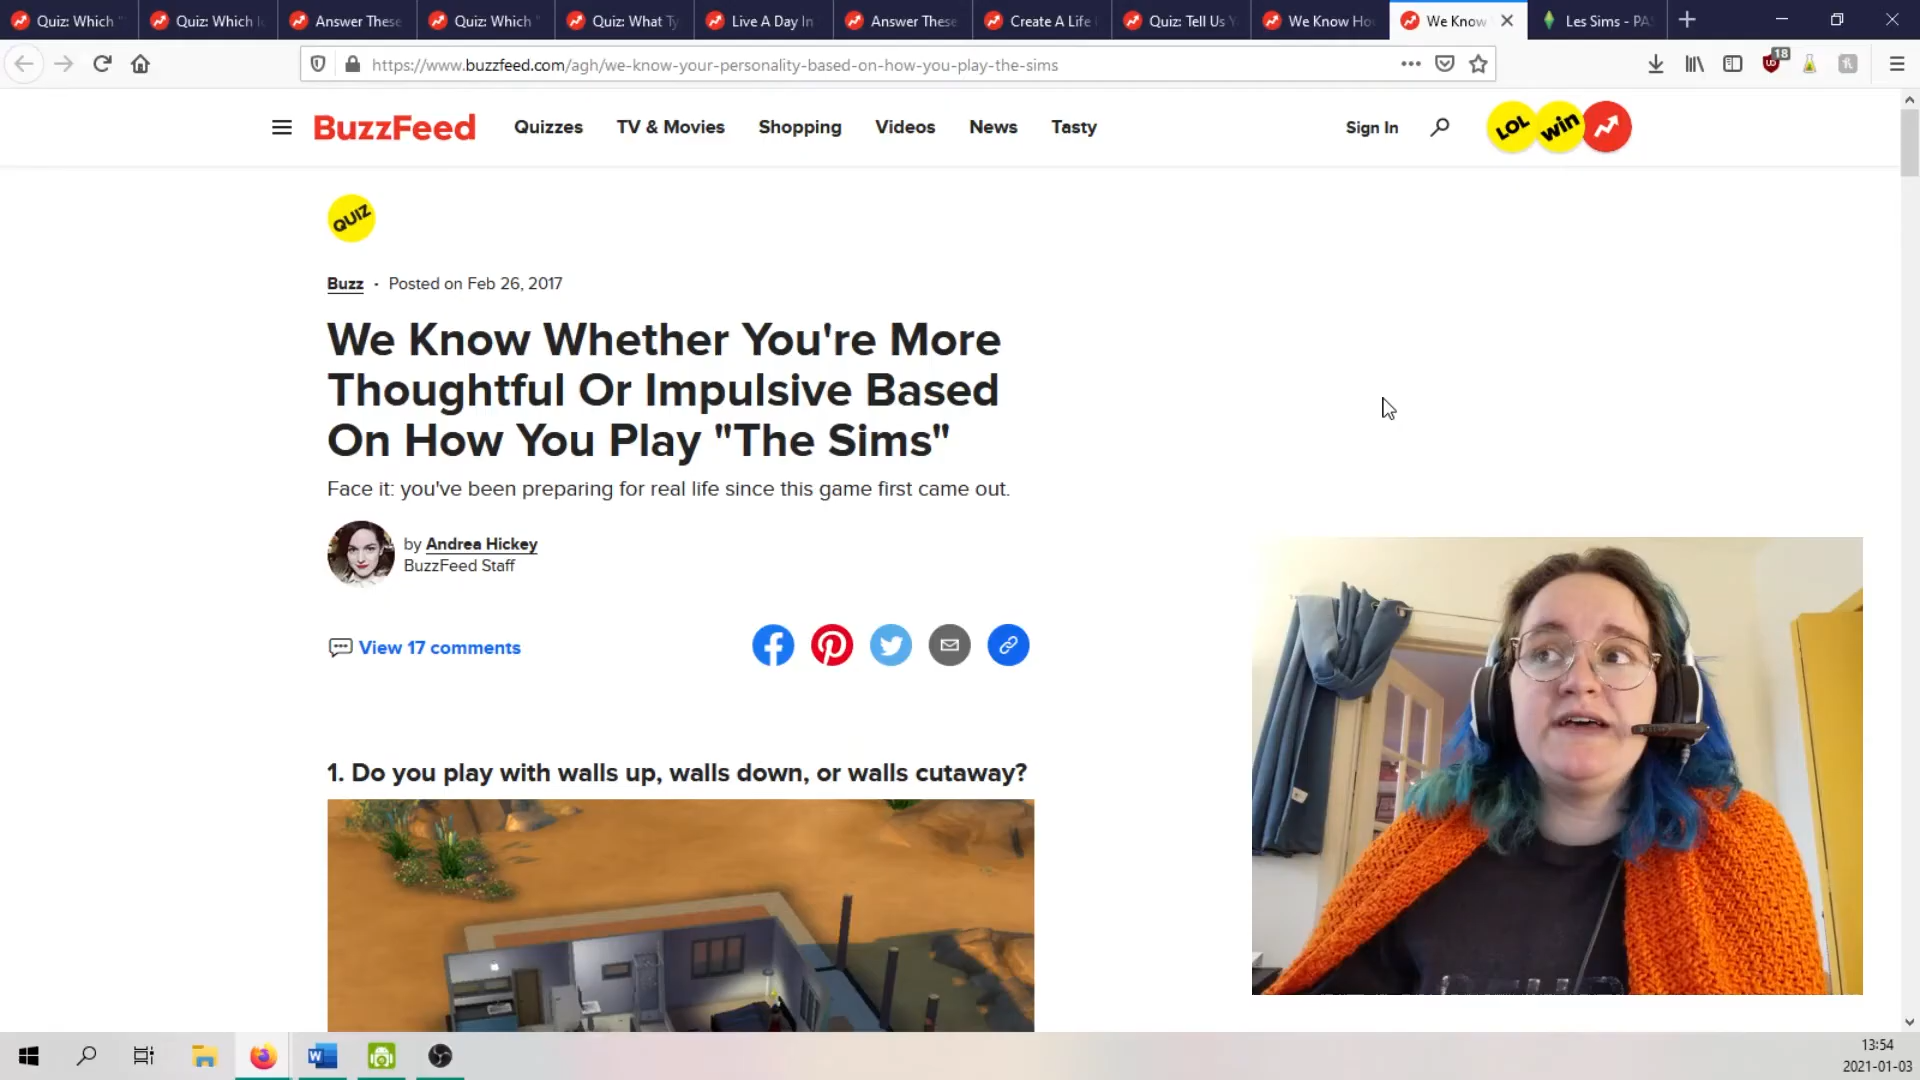 Quiz: Which
Quiz: Which
Answer These
Quiz: Which
Quiz: What Ty
Live A Day In
Answer These
Create A Life
Quiz: Tell Us Y
We Know Ho
We Know
Les Sims - PA
https://www.buzzfeed.com/agh/we-know-your-personality-based-on-how-you-play-the-sims
18
BuzzFeed
Quizzes
TV & Movies
Shopping
Videos
News
Tasty
Sign In
LOL
win
QUIZ
Buzz · Posted on Feb 26, 2017
We Know Whether You're More
Thoughtful Or Impulsive Based
On How You Play "The Sims"
Face it: you've been preparing for real life since this game first came out.
by Andrea Hickey
BuzzFeed Staff
View 17 comments
1. Do you play with walls up, walls down, or walls cutaway?
13:54
2021-01-03